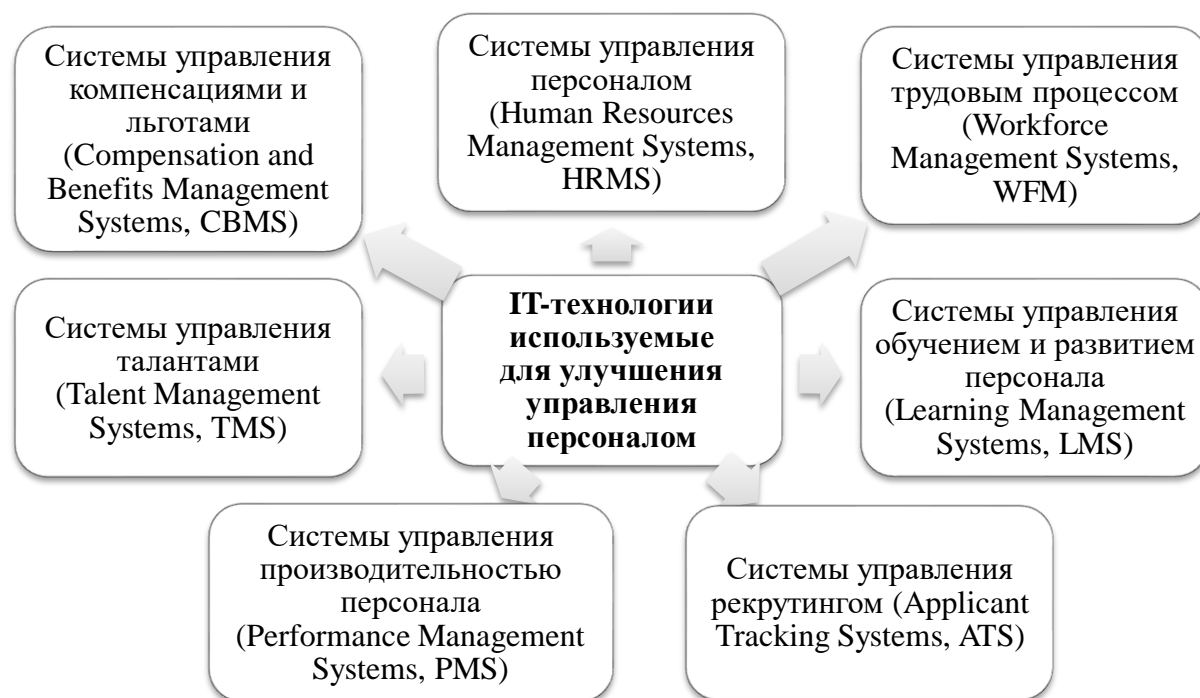 Системы управления
компенсациями и
льготами
(Compensation and
Benefits Management
Systems, CBMS)
Системы управления
персоналом
(Human Resources
Management Systems,
HRMS)
Системы управления
трудовым процессом
(Workforce
Management Systems,
WFM)
Системы управления
талантами
(Talent Management
Systems, TMS)
IT-технологии
используемые
для улучшения
управления
персоналом
Системы управления
обучением и развитием
персонала
(Learning Management
Systems, LMS)
Системы управления
производительностью
персонала
(Performance Management
Systems, PMS)
Системы управления
рекрутингом (Applicant
Tracking Systems, ATS)